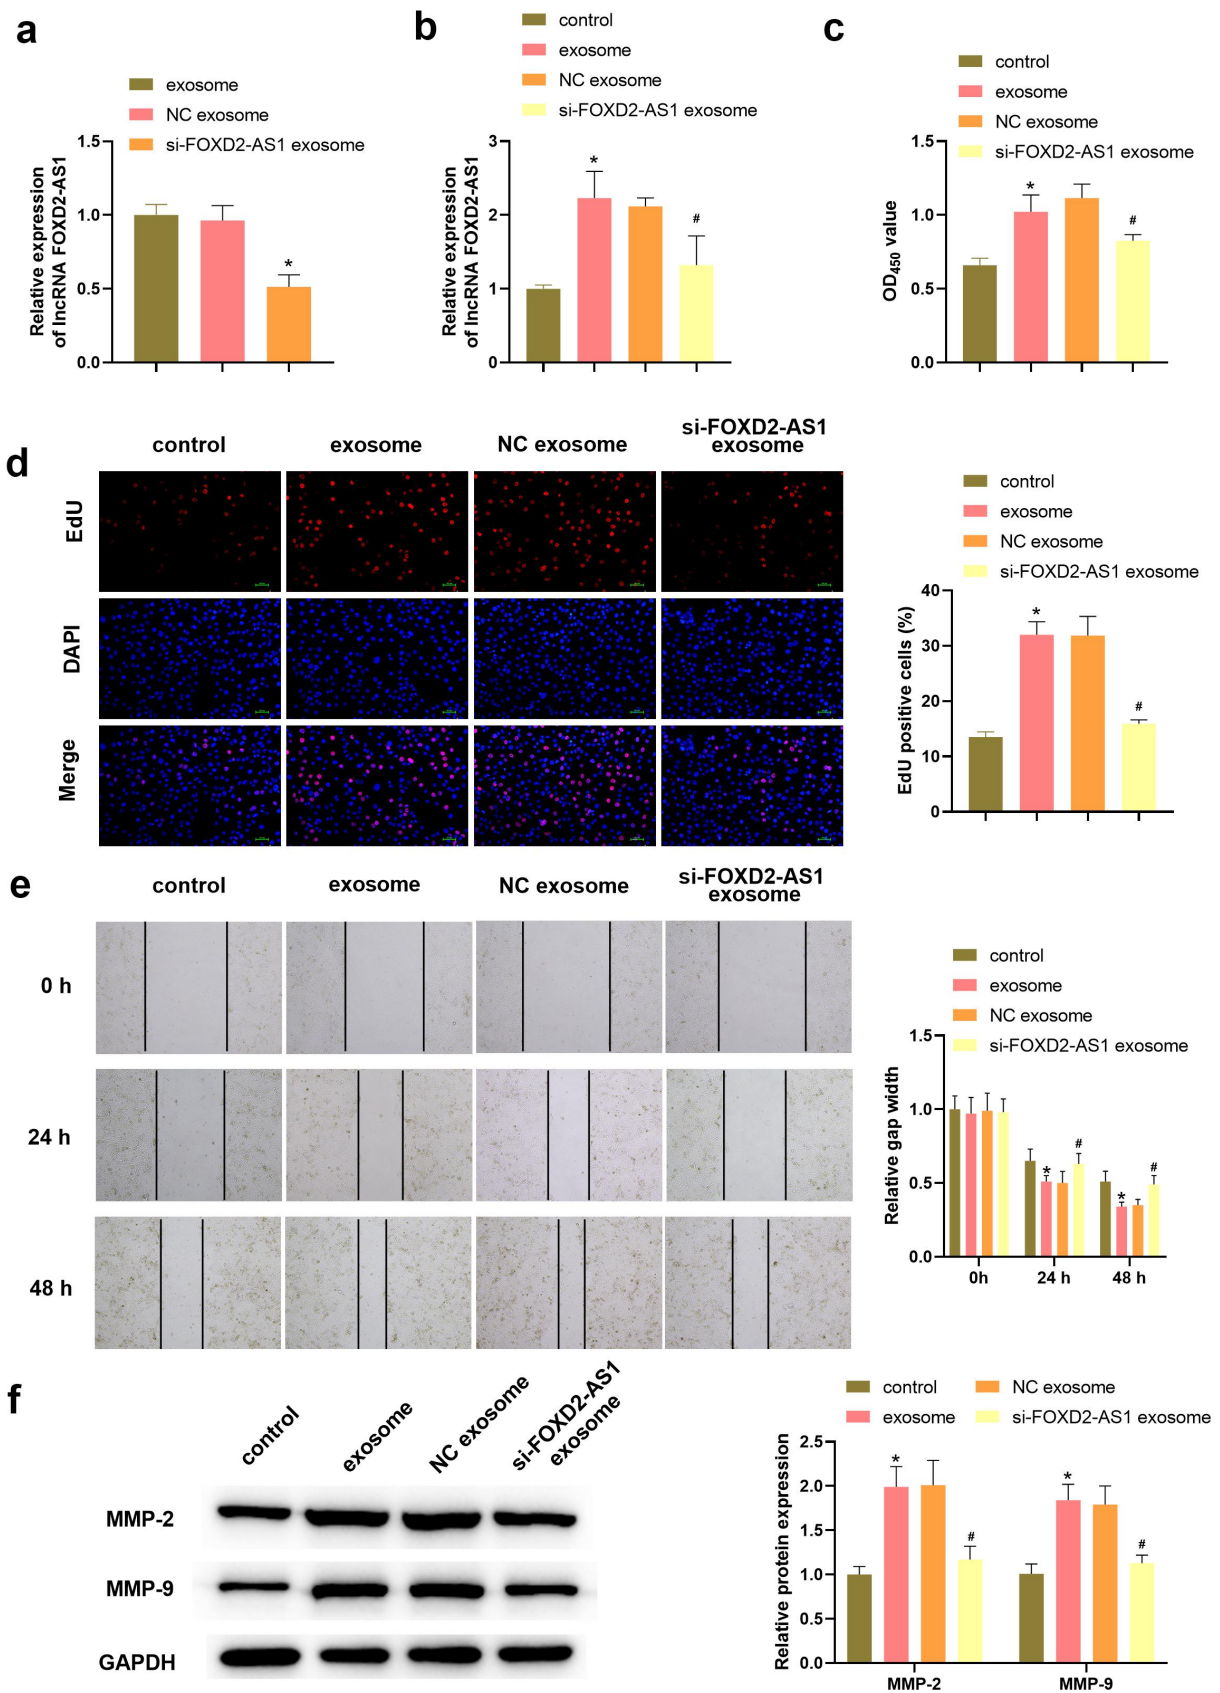 a
exosome
NC exosome
si-FOXD2-AS1 exosome
Relative expression
of lncRNA FOXD2-AS1
1.5
1.0
0.5
0.0
*
b
control
exosome
NC exosome
si-FOXD2-AS1 exosome
Relative expression
of lncRNA FOXD2-AS1
3
2
1
0
*
#
c
control
exosome
NC exosome
si-FOXD2-AS1 exosome
OD450 value
1.5
1.0
0.5
0.0
*
#
d
control
exosome
NC exosome
si-FOXD2-AS1
exosome
EdU
DAPI
Merge
control
exosome
NC exosome
si-FOXD2-AS1 exosome
EdU positive cells (%)
40
30
20
10
0
*
#
e
control
exosome
NC exosome
si-FOXD2-AS1
exosome
0 h
24 h
48 h
control
exosome
NC exosome
si-FOXD2-AS1 exosome
Relative gap width
1.5
1.0
0.5
0.0
*
#
*
#
0h
24 h
48 h
f
control
exosome
NC exosome
si-FOXD2-AS1
exosome
MMP-2
MMP-9
GAPDH
control
exosome
NC exosome
si-FOXD2-AS1 exosome
Relative protein expression
2.5
2.0
1.5
1.0
0.5
0.0
*
#
*
#
MMP-2
MMP-9